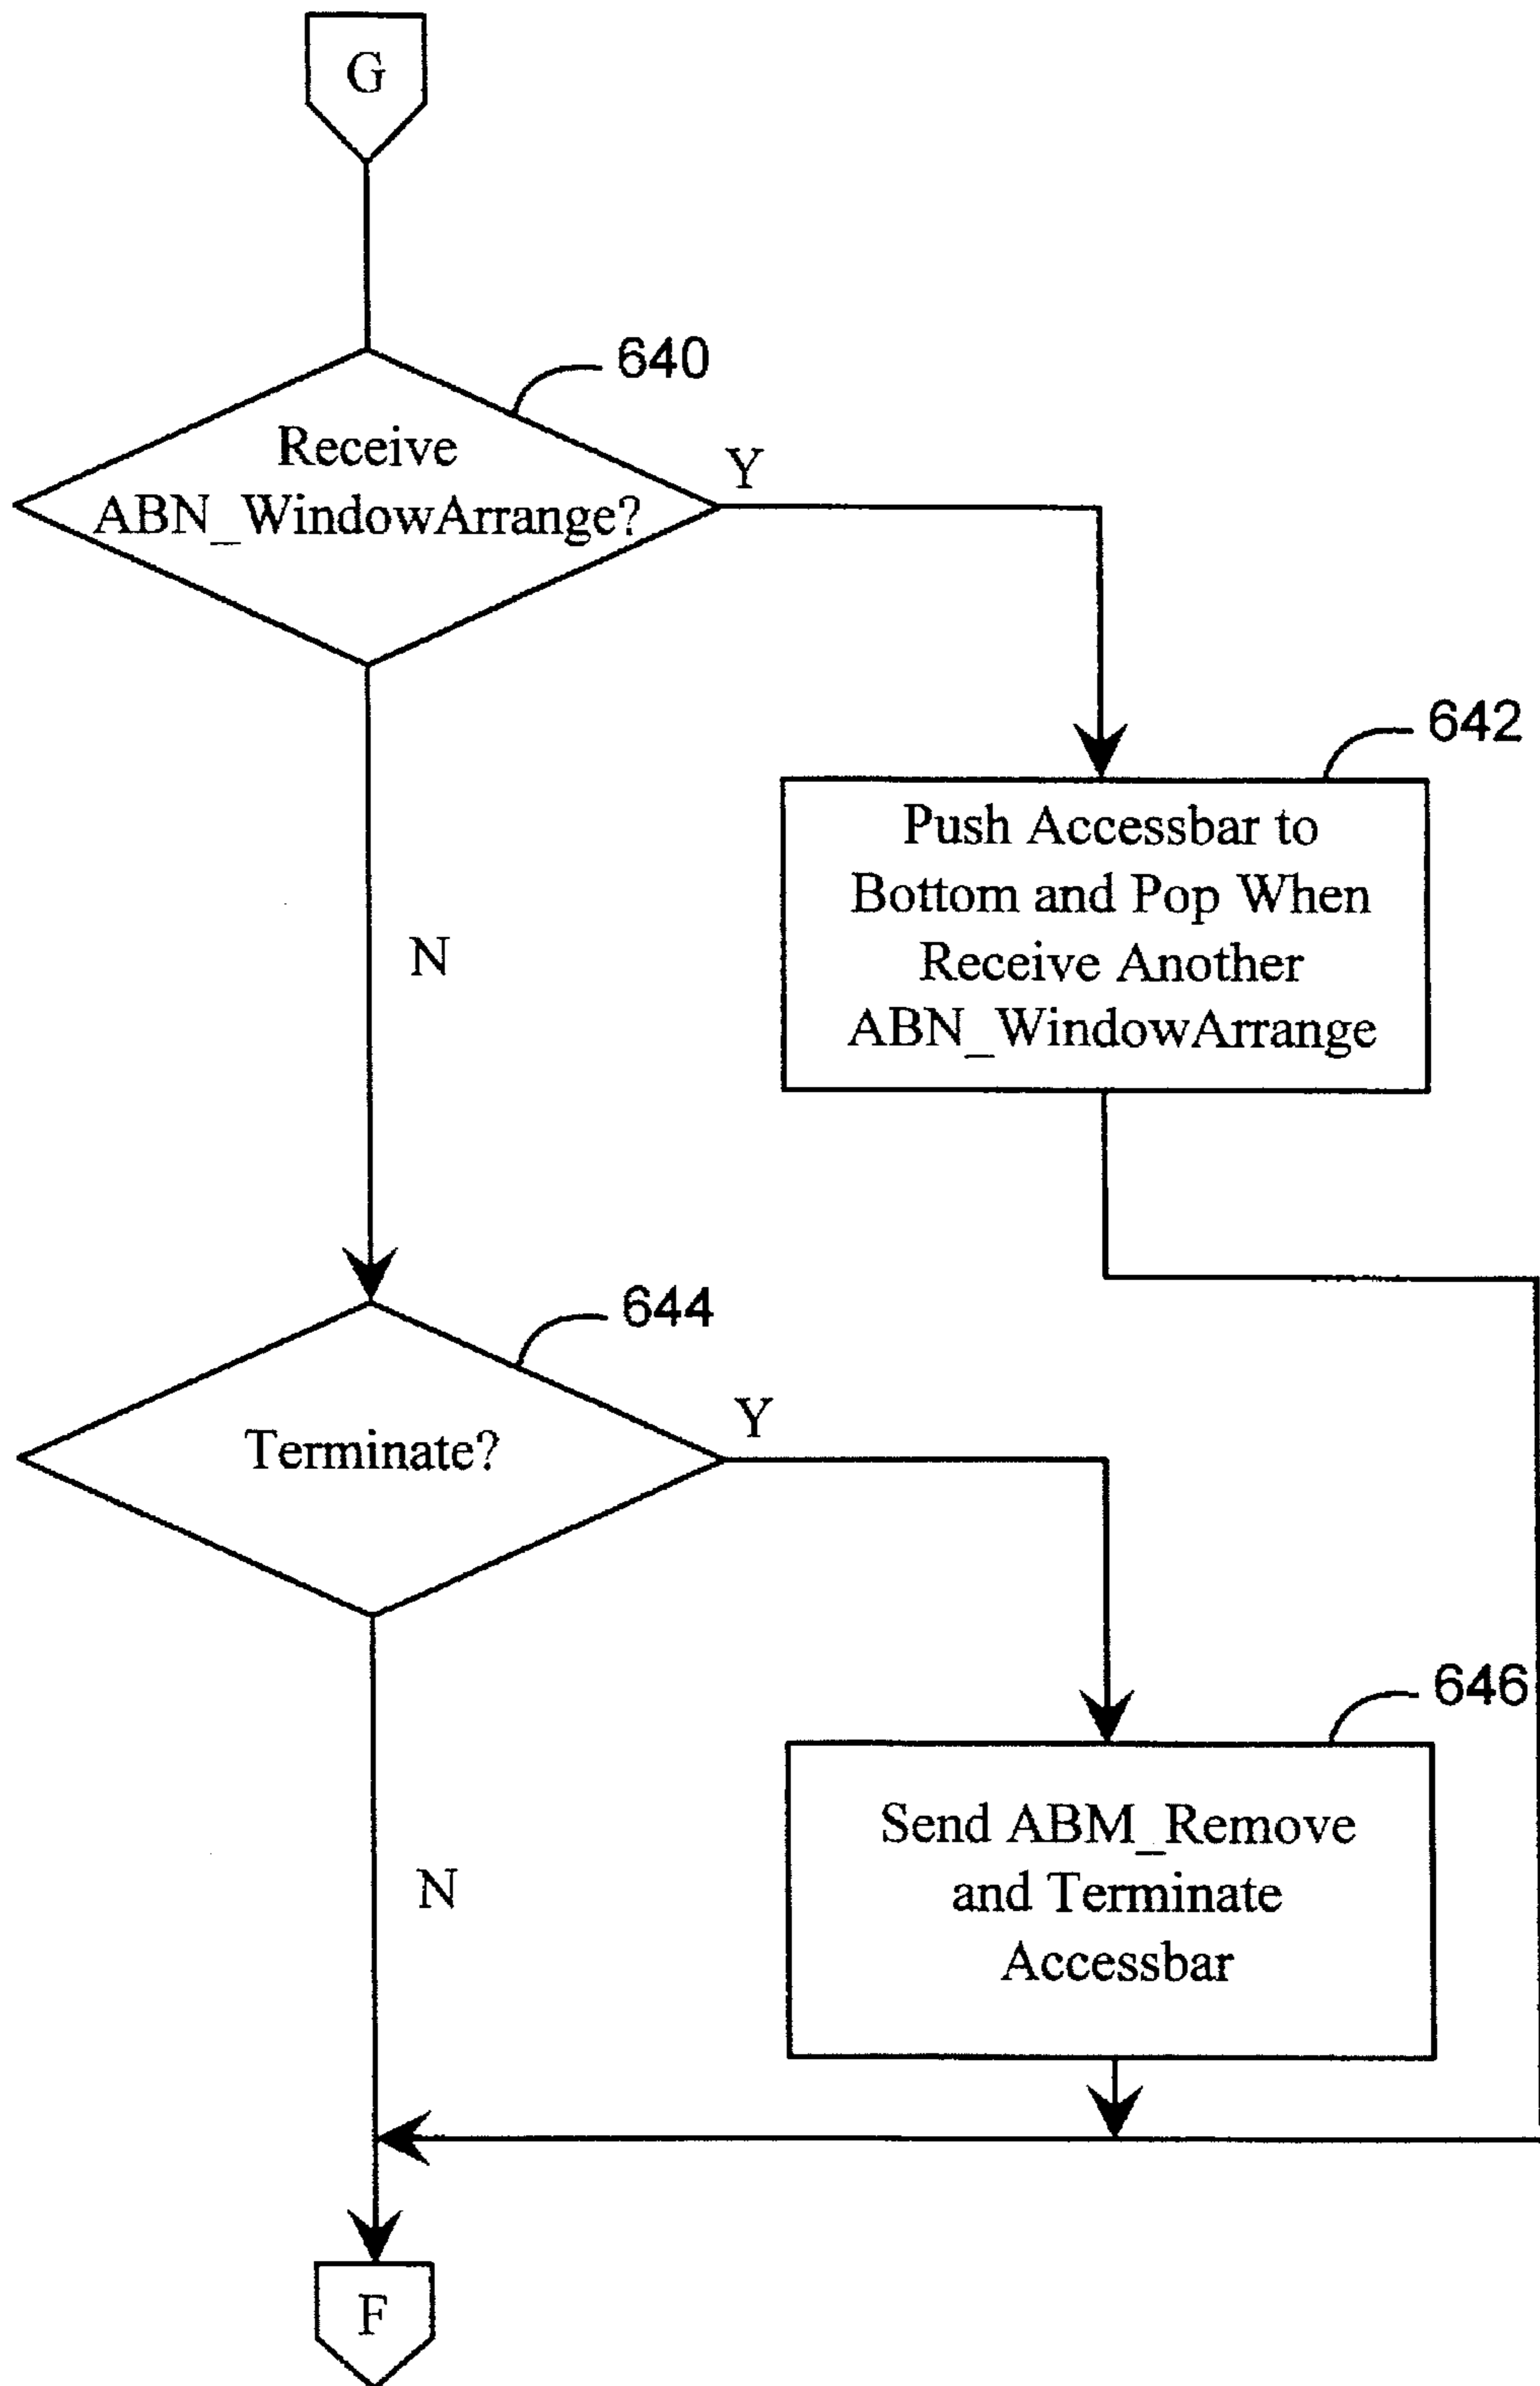 G
640
Receive
ABN_WindowArrange?
Y
642
Push Accessbar to
Bottom and Pop When
Receive Another
ABN_WindowArrange
N
644
Terminate?
Y
646
Send ABM_Remove
and Terminate
Accessbar
N
F